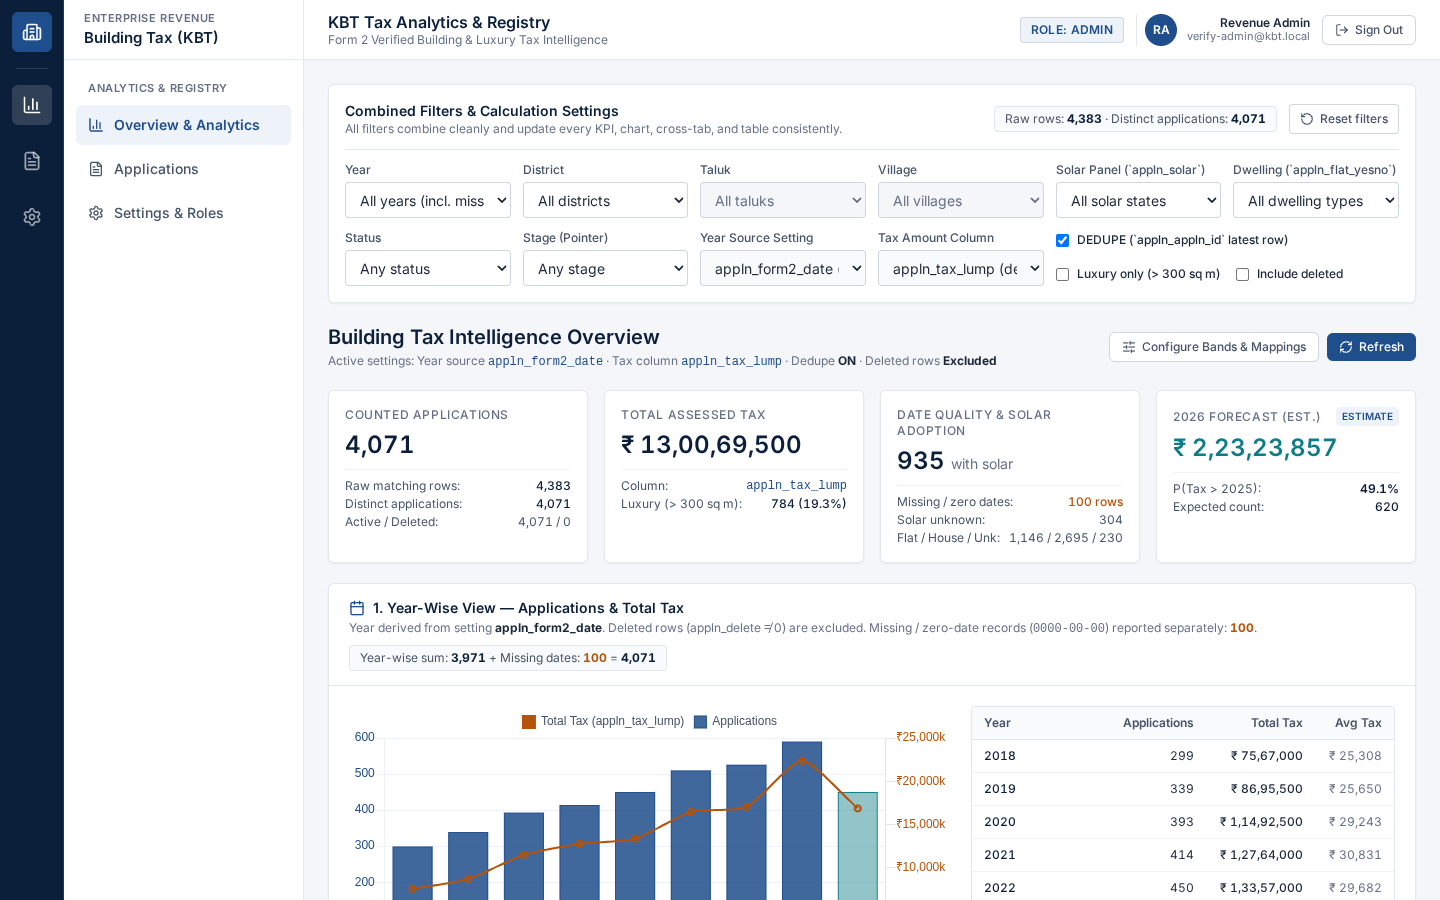 ENTERPRISE REVENUE
Building Tax (KBT)
ANALYTICS & REGISTRY
Overview & Analytics
Applications
Settings & Roles
KBT Tax Analytics & Registry
Form 2 Verified Building & Luxury Tax Intelligence
ROLE: ADMIN
RA
Revenue Admin
verify-admin@kbt.local
Sign Out
Combined Filters & Calculation Settings
All filters combine cleanly and update every KPI, chart, cross-tab, and table consistently.
Raw rows: 4,383 · Distinct applications: 4,071
Reset filters
Year District Taluk Village Solar Panel (`appln_solar`) Dwelling (`appln_flat_yesno`)
All years (incl. miss All districts All taluks All villages All solar states All dwelling types
Status Stage (Pointer) Year Source Setting Tax Amount Column
DEDUPE (`appln_appln_id` latest row)
Any status Any stage appln_form2_date ( appln_tax_lump (de
Luxury only (> 300 sq m) Include deleted
Building Tax Intelligence Overview
Active settings: Year source appln_form2_date · Tax column appln_tax_lump · Dedupe ON · Deleted rows Excluded
Configure Bands & Mappings
Refresh
COUNTED APPLICATIONS
4,071
Raw matching rows: 4,383
Distinct applications: 4,071
Active / Deleted: 4,071 / 0
TOTAL ASSESSED TAX
₹ 13,00,69,500
Column: appln_tax_lump
Luxury (> 300 sq m): 784 (19.3%)
DATE QUALITY & SOLAR
ADOPTION
935 with solar
Missing / zero dates: 100 rows
Solar unknown: 304
Flat / House / Unk: 1,146 / 2,695 / 230
2026 FORECAST (EST.) ESTIMATE
₹ 2,23,23,857
P(Tax > 2025): 49.1%
Expected count: 620
1. Year-Wise View — Applications & Total Tax
Year derived from setting appln_form2_date. Deleted rows (appln_delete ≠ 0) are excluded. Missing / zero-date records (0000-00-00) reported separately: 100.
Year-wise sum: 3,971 + Missing dates: 100 = 4,071
Total Tax (appln_tax_lump) Applications
600
500
400
300
200
₹25,000k
₹20,000k
₹15,000k
₹10,000k
Year Applications Total Tax Avg Tax
2018 299 ₹ 75,67,000 ₹ 25,308
2019 339 ₹ 86,95,500 ₹ 25,650
2020 393 ₹ 1,14,92,500 ₹ 29,243
2021 414 ₹ 1,27,64,000 ₹ 30,831
2022 450 ₹ 1,33,57,000 ₹ 29,682